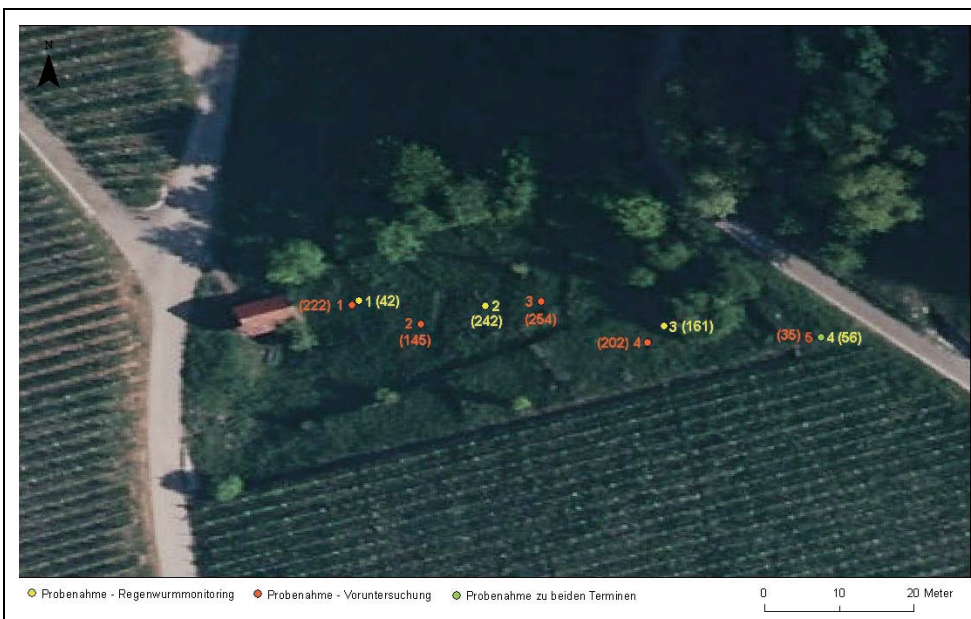 N
(222) 1 1 (42)
2
(145)
2
(242)
3
(254)
3 (161)
(202) 4
(35) 5 4 (56)
Probenahme - Regenwurmmonitoring Probenahme - Voruntersuchung Probenahme zu beiden Terminen
0 10 20 Meter